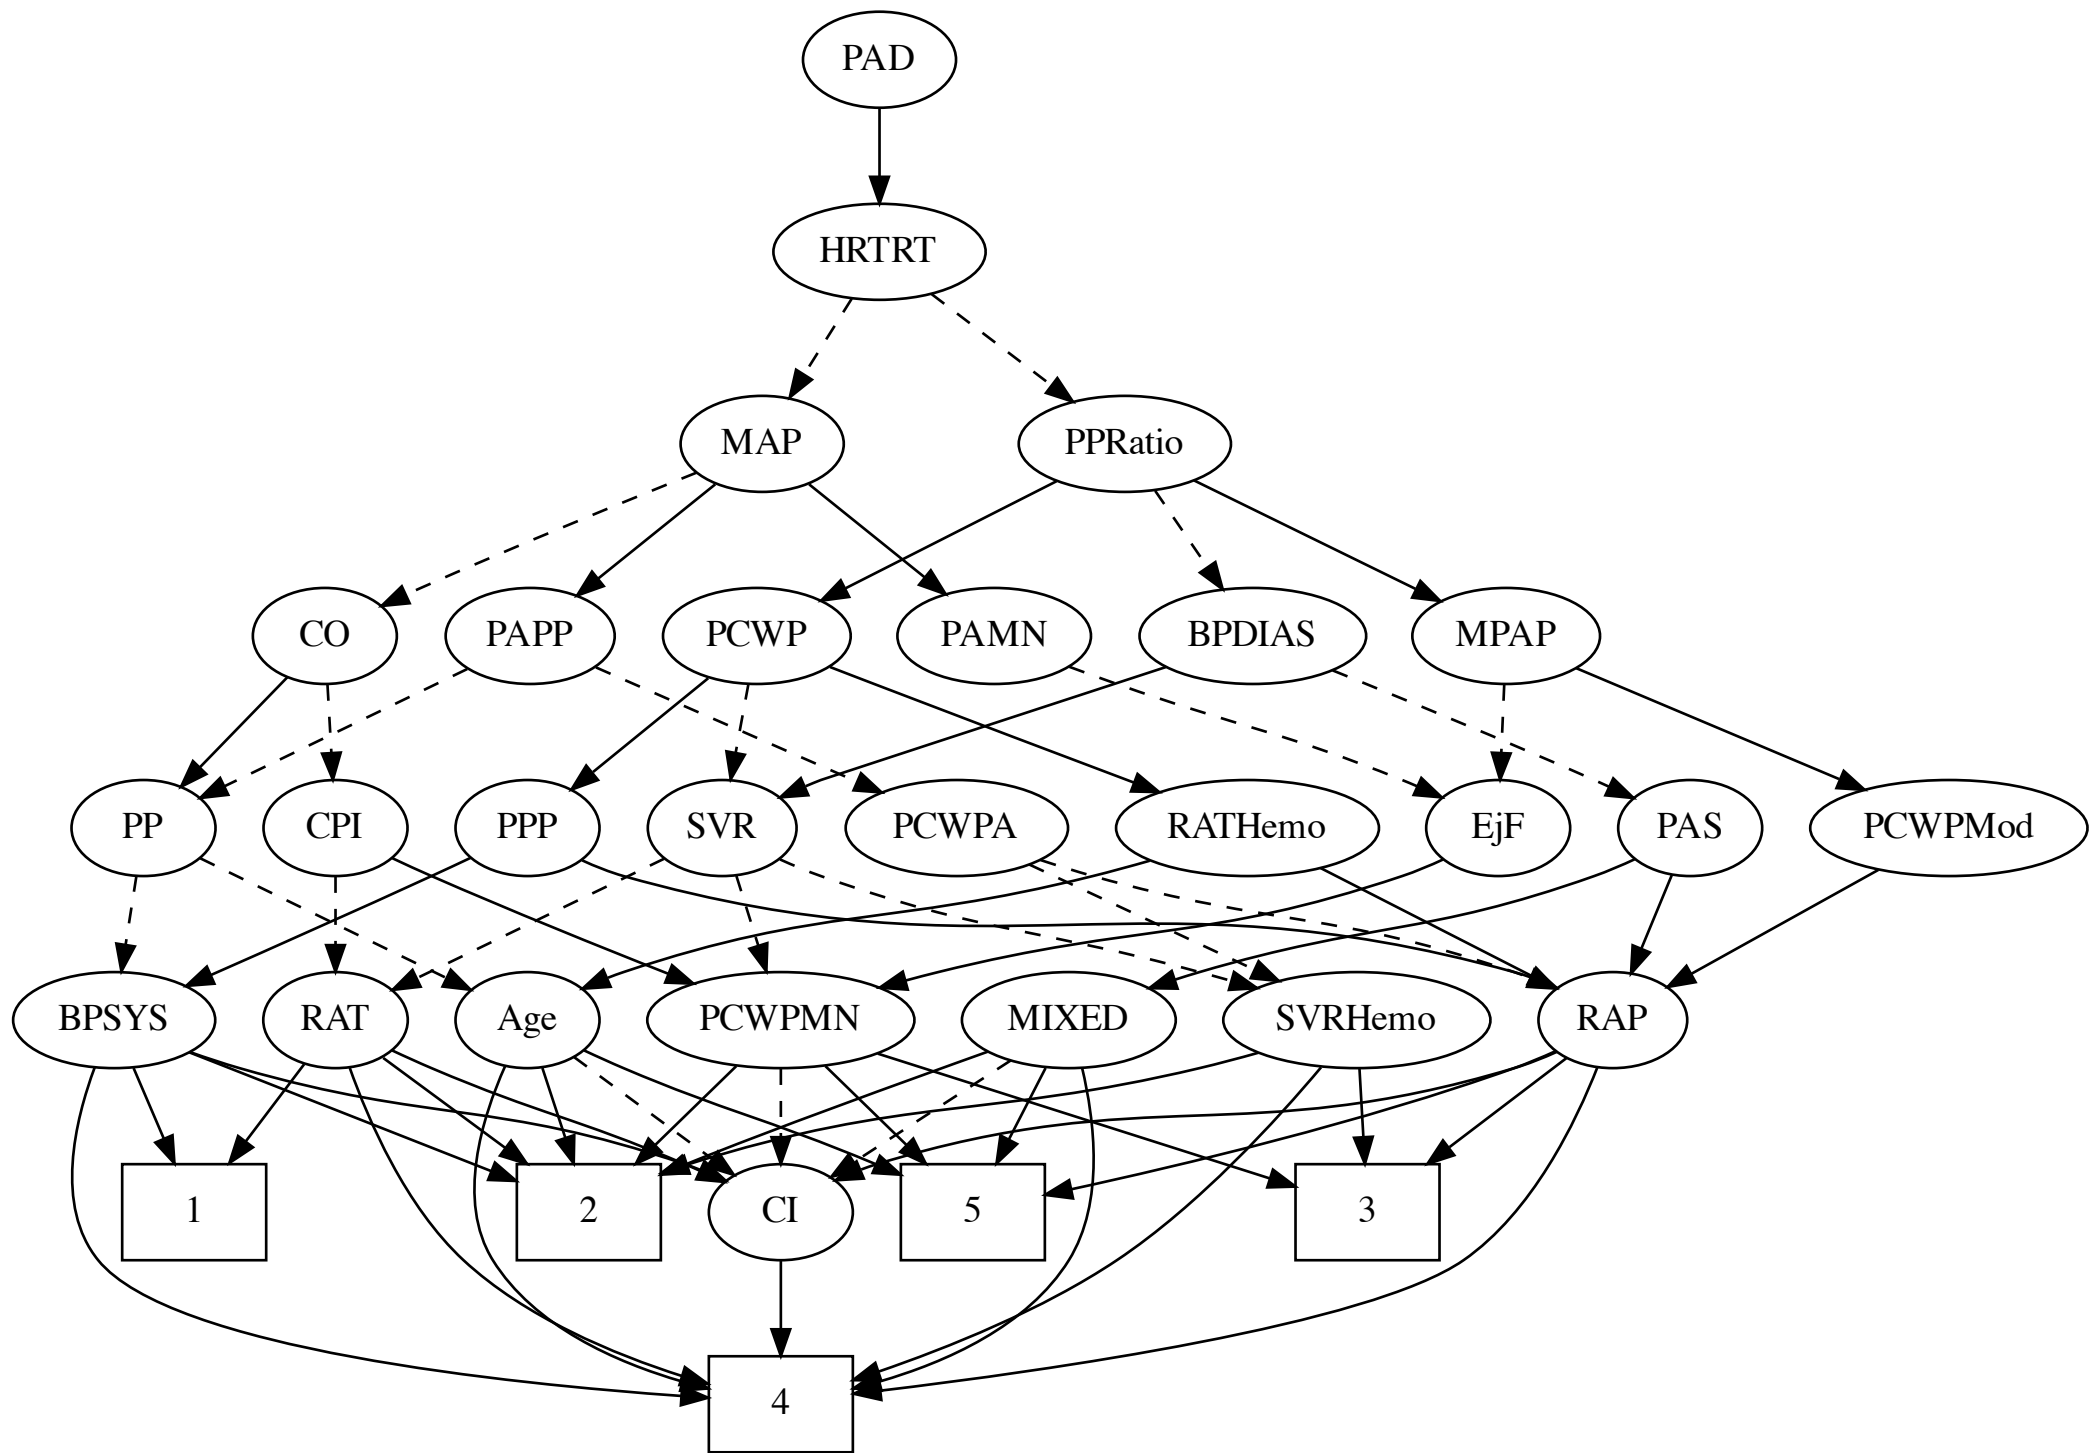 PAD
HRTRT
MAP
PPRatio
CO
PAPP
PCWP
PAMN
BPDIAS
MPAP
PP
CPI
PPP
SVR
PCWPA
RATHemo
EjF
PAS
PCWPMod
BPSYS
RAT
Age
PCWPMN
MIXED
SVRHemo
RAP
1
2
CI
5
3
4